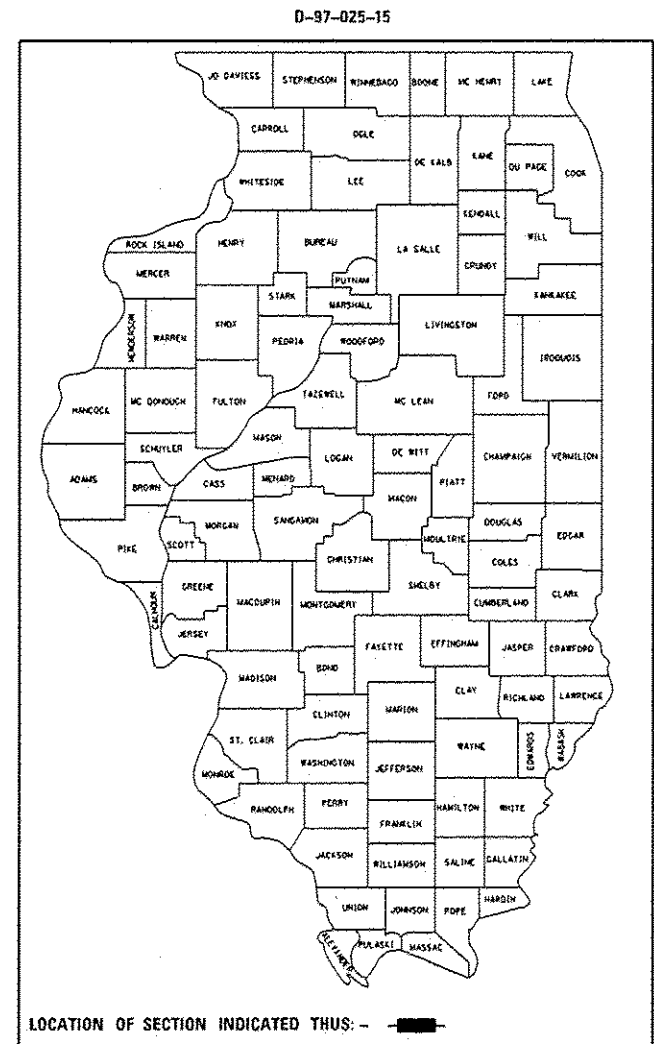 D-97-025-15
JO DAVIESS STEPHENSON WINNEBAGO BOONE MC HENRY LAKE
CARROLL OGLE
DE KALB KANE DU PAGE COOK
WHITESIDE LEE
KENDALL
ROCK ISLAND HENRY BUREAU LA SALLE WILL
MERCER GRUNDY
PUTNAM
STARK MARSHALL KANKAKEE
HENDERSON WARREN KNOX PEORIA WOODFORD LIVINGSTON
IROQUOIS
HANCOCK MC DONOUGH FULTON TAZEWELL MC LEAN FORD
MASON
SCHUYLER LOGAN DE WITT CHAMPAIGN VERMILION
ADAMS BROWN CASS MENARD PIATT
MACON
MORGAN SANGAMON DOUGLAS
PIKE SCOTT MOULTRIE EDGAR
CHRISTIAN COLES
GREENE SHELBY
CALHOUN MACOUPIN MONTGOMERY CUMBERLAND CLARK
JERSEY
FAYETTE EFFINGHAM JASPER CRAWFORD
BOND
MADISON CLAY RICHLAND LAWRENCE
CLINTON MARION
ST. CLAIR WAYNE EDWARDS WABASH
WASHINGTON JEFFERSON
MONROE
RANDOLPH PERRY HAMILTON WHITE
FRANKLIN
JACKSON WILLIAMSON SALINE GALLATIN
HARDIN
UNION JOHNSON POPE
ALEXANDER PULASKI MASSAC
LOCATION OF SECTION INDICATED THUS: -